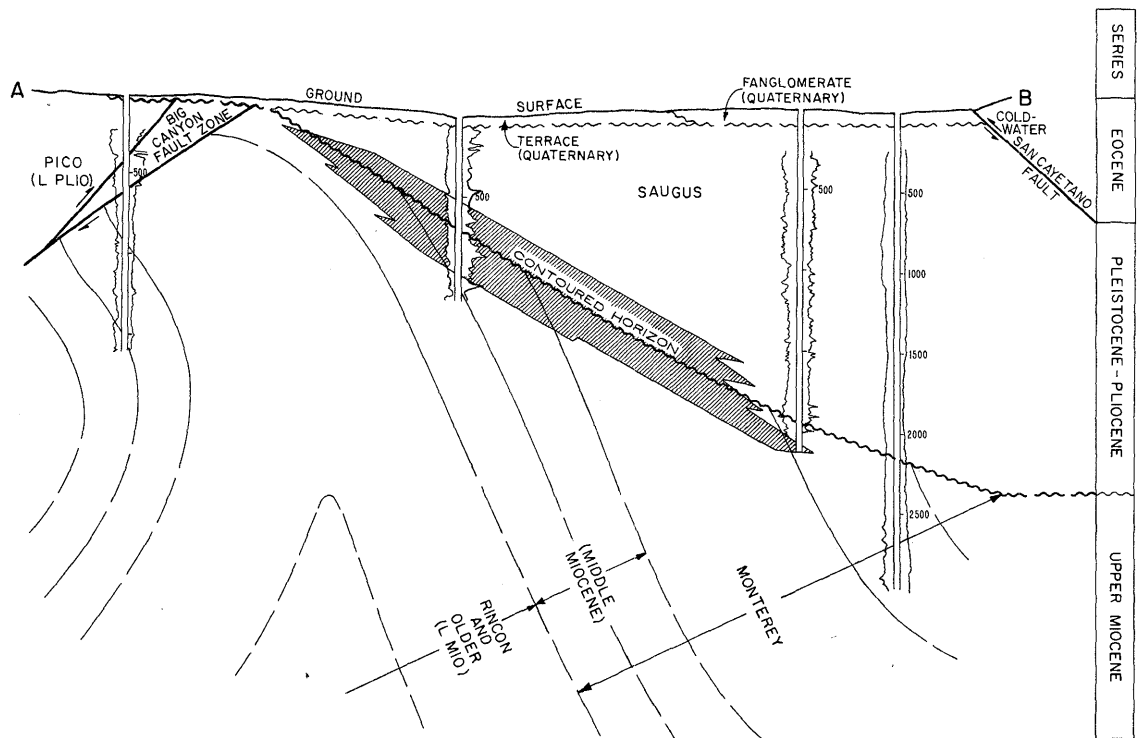 A
GROUND
SURFACE
FANGLOMERATE
(QUATERNARY)
B
SERIES
BIG
CANYON
FAULT ZONE
PICO
(L PLIO)
TERRACE
(QUATERNARY)
COLD-
WATER
SAN CAYETANO
FAULT
EOCENE
500
500
500
500
SAUGUS
CONTOURED HORIZON
1000
1500
2000
2500
PLEISTOCENE-PLIOCENE
RINCON
AND
OLDER
(L MIO)
(MIDDLE
MIOCENE)
MONTEREY
UPPER MIOCENE